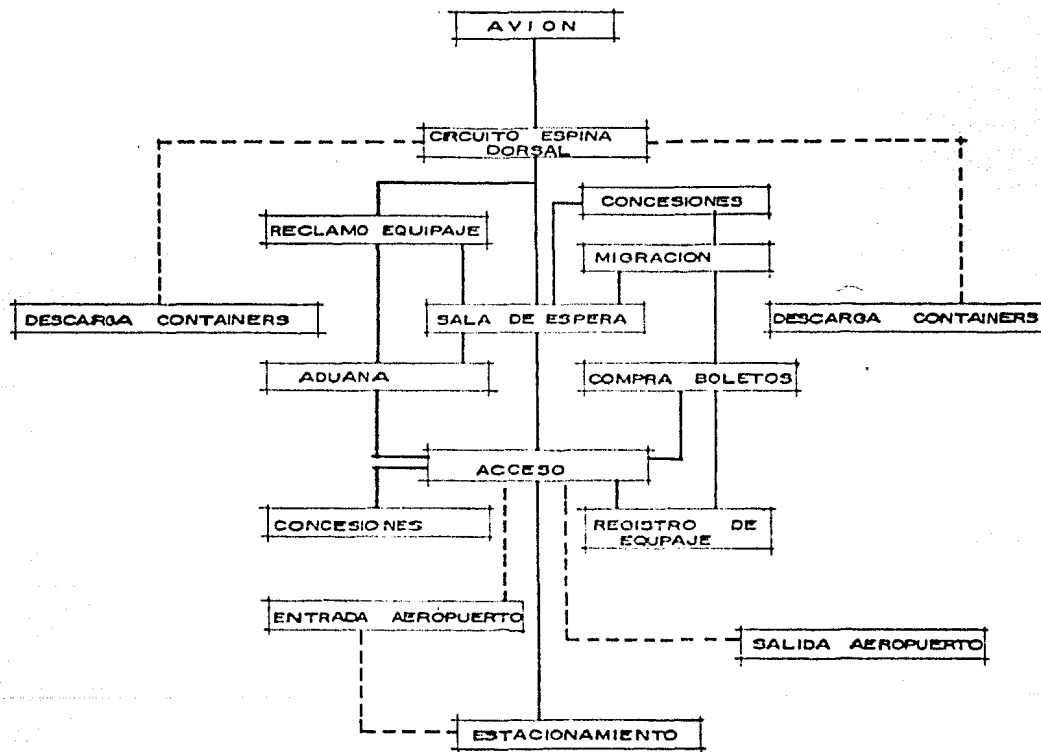 AVION
CIRCUITO ESPINA
DORSAL
CONCESIONES
RECLAMO EQUIPAJE
MIGRACION
DESCARGA CONTAINERS
SALA DE ESPERA
DESCARGA CONTAINERS
ADUANA
COMPRA BOLETOS
ACCESO
CONCESIONES
REGISTRO DE
EQUPAJE
ENTRADA AEROPUERTO
SALIDA AEROPUERTO
ESTACIONAMIENTO